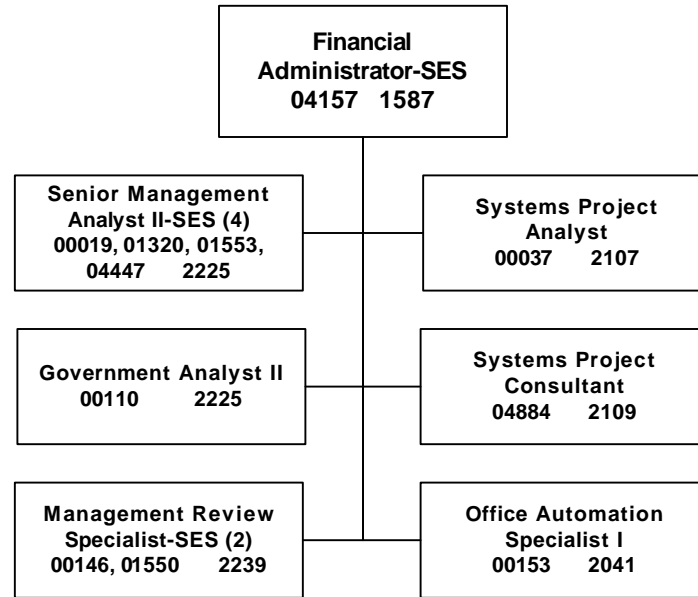 Financial
Administrator-SES
04157 1587
Senior Management
Analyst II-SES (4)
00019, 01320, 01553,
04447 2225
Systems Project
Analyst
00037 2107
Government Analyst II
00110 2225
Systems Project
Consultant
04884 2109
Management Review
Specialist-SES (2)
00146, 01550 2239
Office Automation
Specialist I
00153 2041